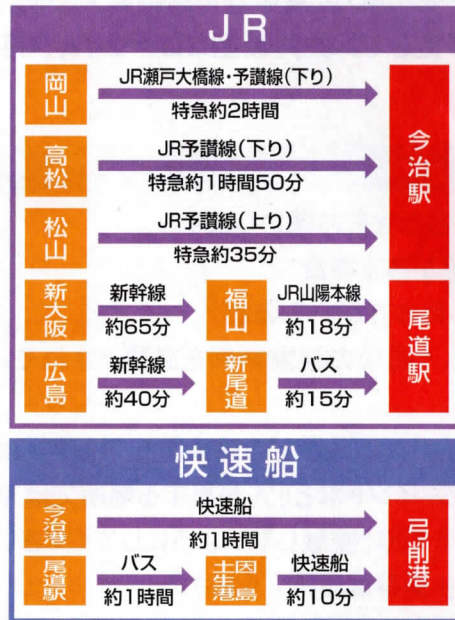 JR
岡山
JR瀬戸大橋線・予讃線(下り)
特急約2時間
高松
JR予讃線(下り)
特急約1時間50分
松山
JR予讃線(上り)
特急約35分
今治駅
新大阪
新幹線
約65分
福山
JR山陽本線
約18分
広島
新幹線
約40分
新尾道
バス
約15分
尾道駅
快速船
今治港
快速船
約1時間
尾道駅
バス
約1時間
因島
土生港
快速船
約10分
弓削港